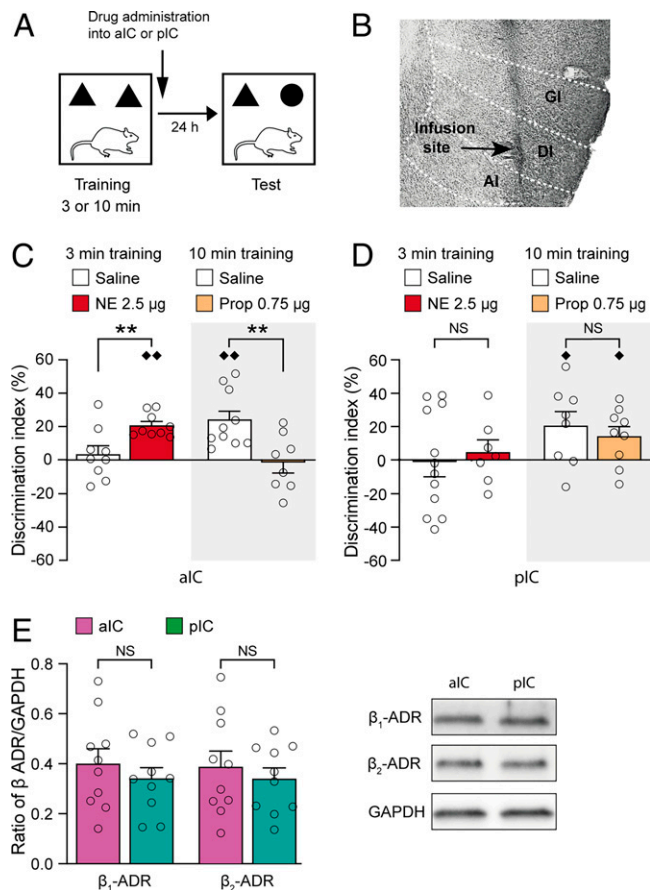 A
Drug administration
into aIC or pIC
24 h
Training
3 or 10 min
Test
B
GI
Infusion
site
DI
AI
C
3 min training
10 min training
Saline
Saline
NE 2.5 µg
Prop 0.75 µg
**
**
Discrimination index (%)
60
40
20
0
-20
-40
-60
aIC
D
3 min training
10 min training
Saline
Saline
NE 2.5 µg
Prop 0.75 µg
NS
NS
Discrimination index (%)
60
40
20
0
-20
-40
-60
pIC
E
aIC
pIC
NS
NS
Ratio of β ADR/GAPDH
0.8
0.6
0.4
0.2
0.0
β₁-ADR
β₂-ADR
aIC
pIC
β₁-ADR
β₂-ADR
GAPDH